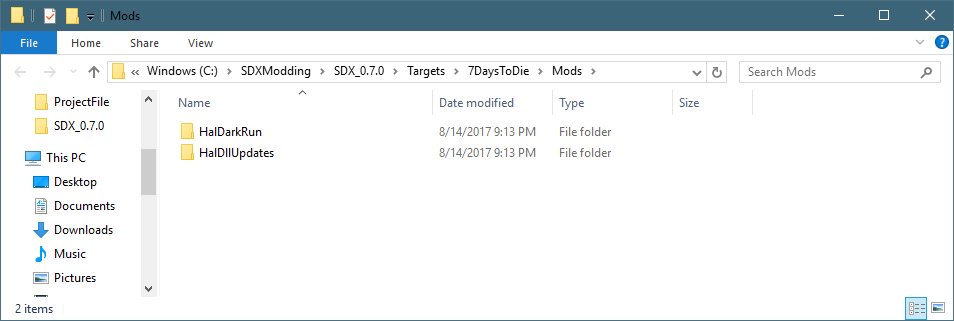 Mods
File Home Share View
« Windows (C:) > SDXModding > SDX_0.7.0 > Targets > 7DaysToDie > Mods >
Search Mods
Name Date modified Type Size
ProjectFile
SDX_0.7.0
This PC
Desktop
Documents
Downloads
Music
Pictures
HalDarkRun 8/14/2017 9:13 PM File folder
HalDllUpdates 8/14/2017 9:13 PM File folder
2 items